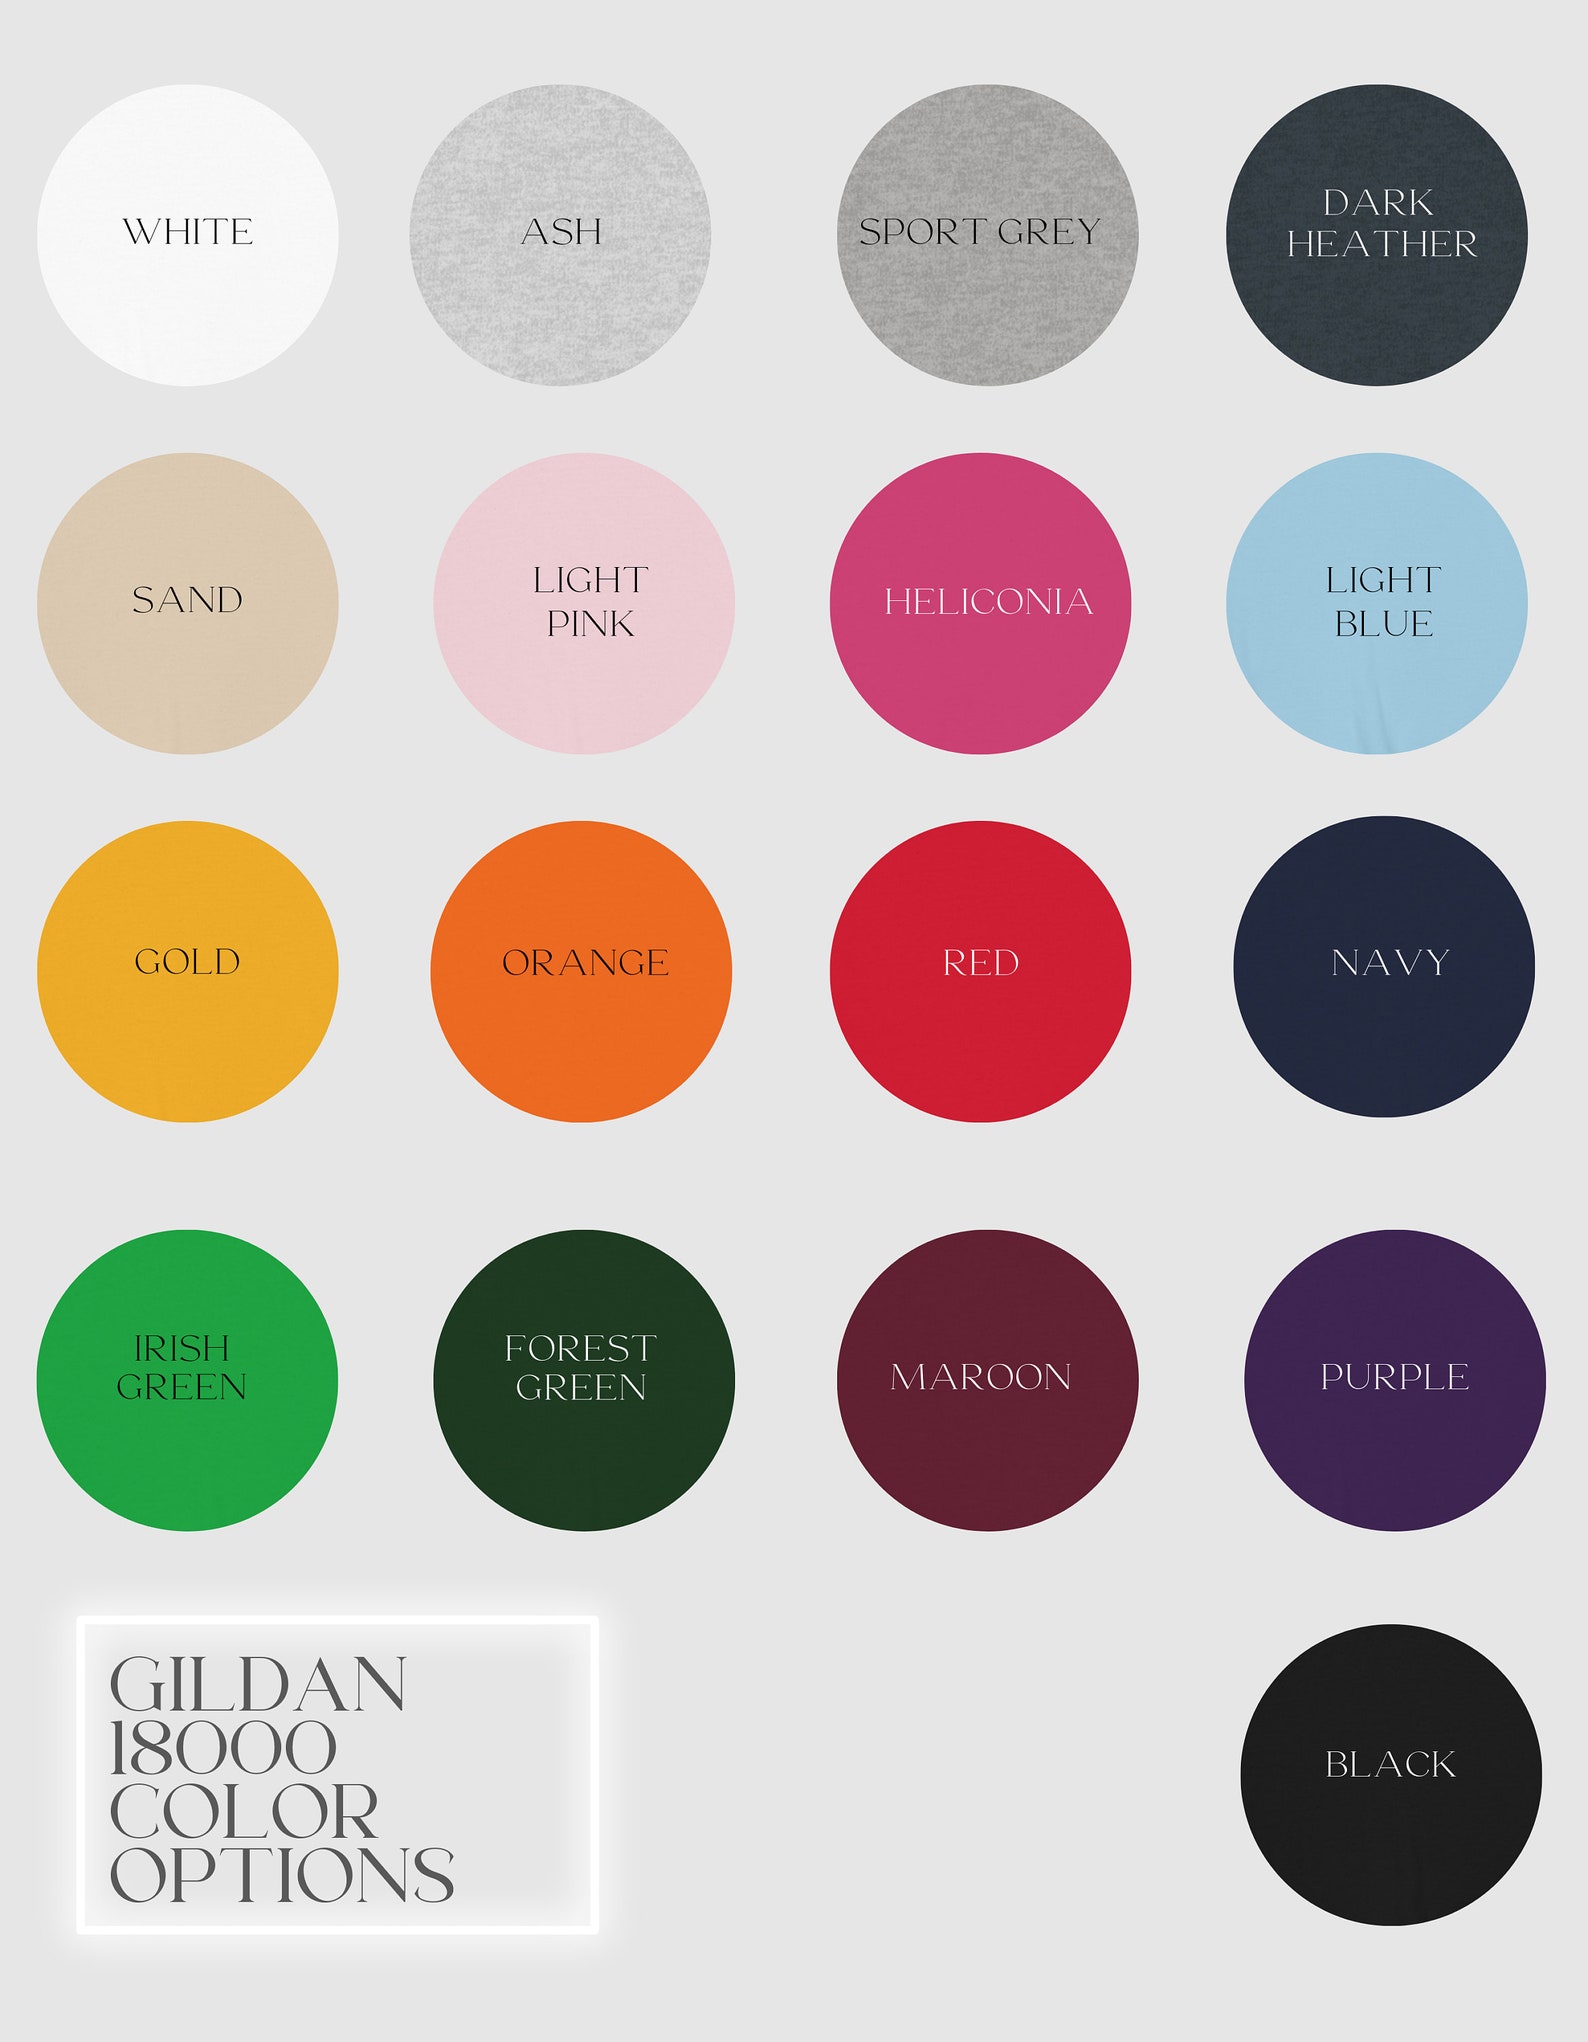 WHITE
ASH
SPORT GREY
DARK
HEATHER
SAND
LIGHT
PINK
HELICONIA
LIGHT
BLUE
GOLD
ORANGE
RED
NAVY
IRISH
GREEN
FOREST
GREEN
MAROON
PURPLE
GILDAN
18000
COLOR
OPTIONS
BLACK